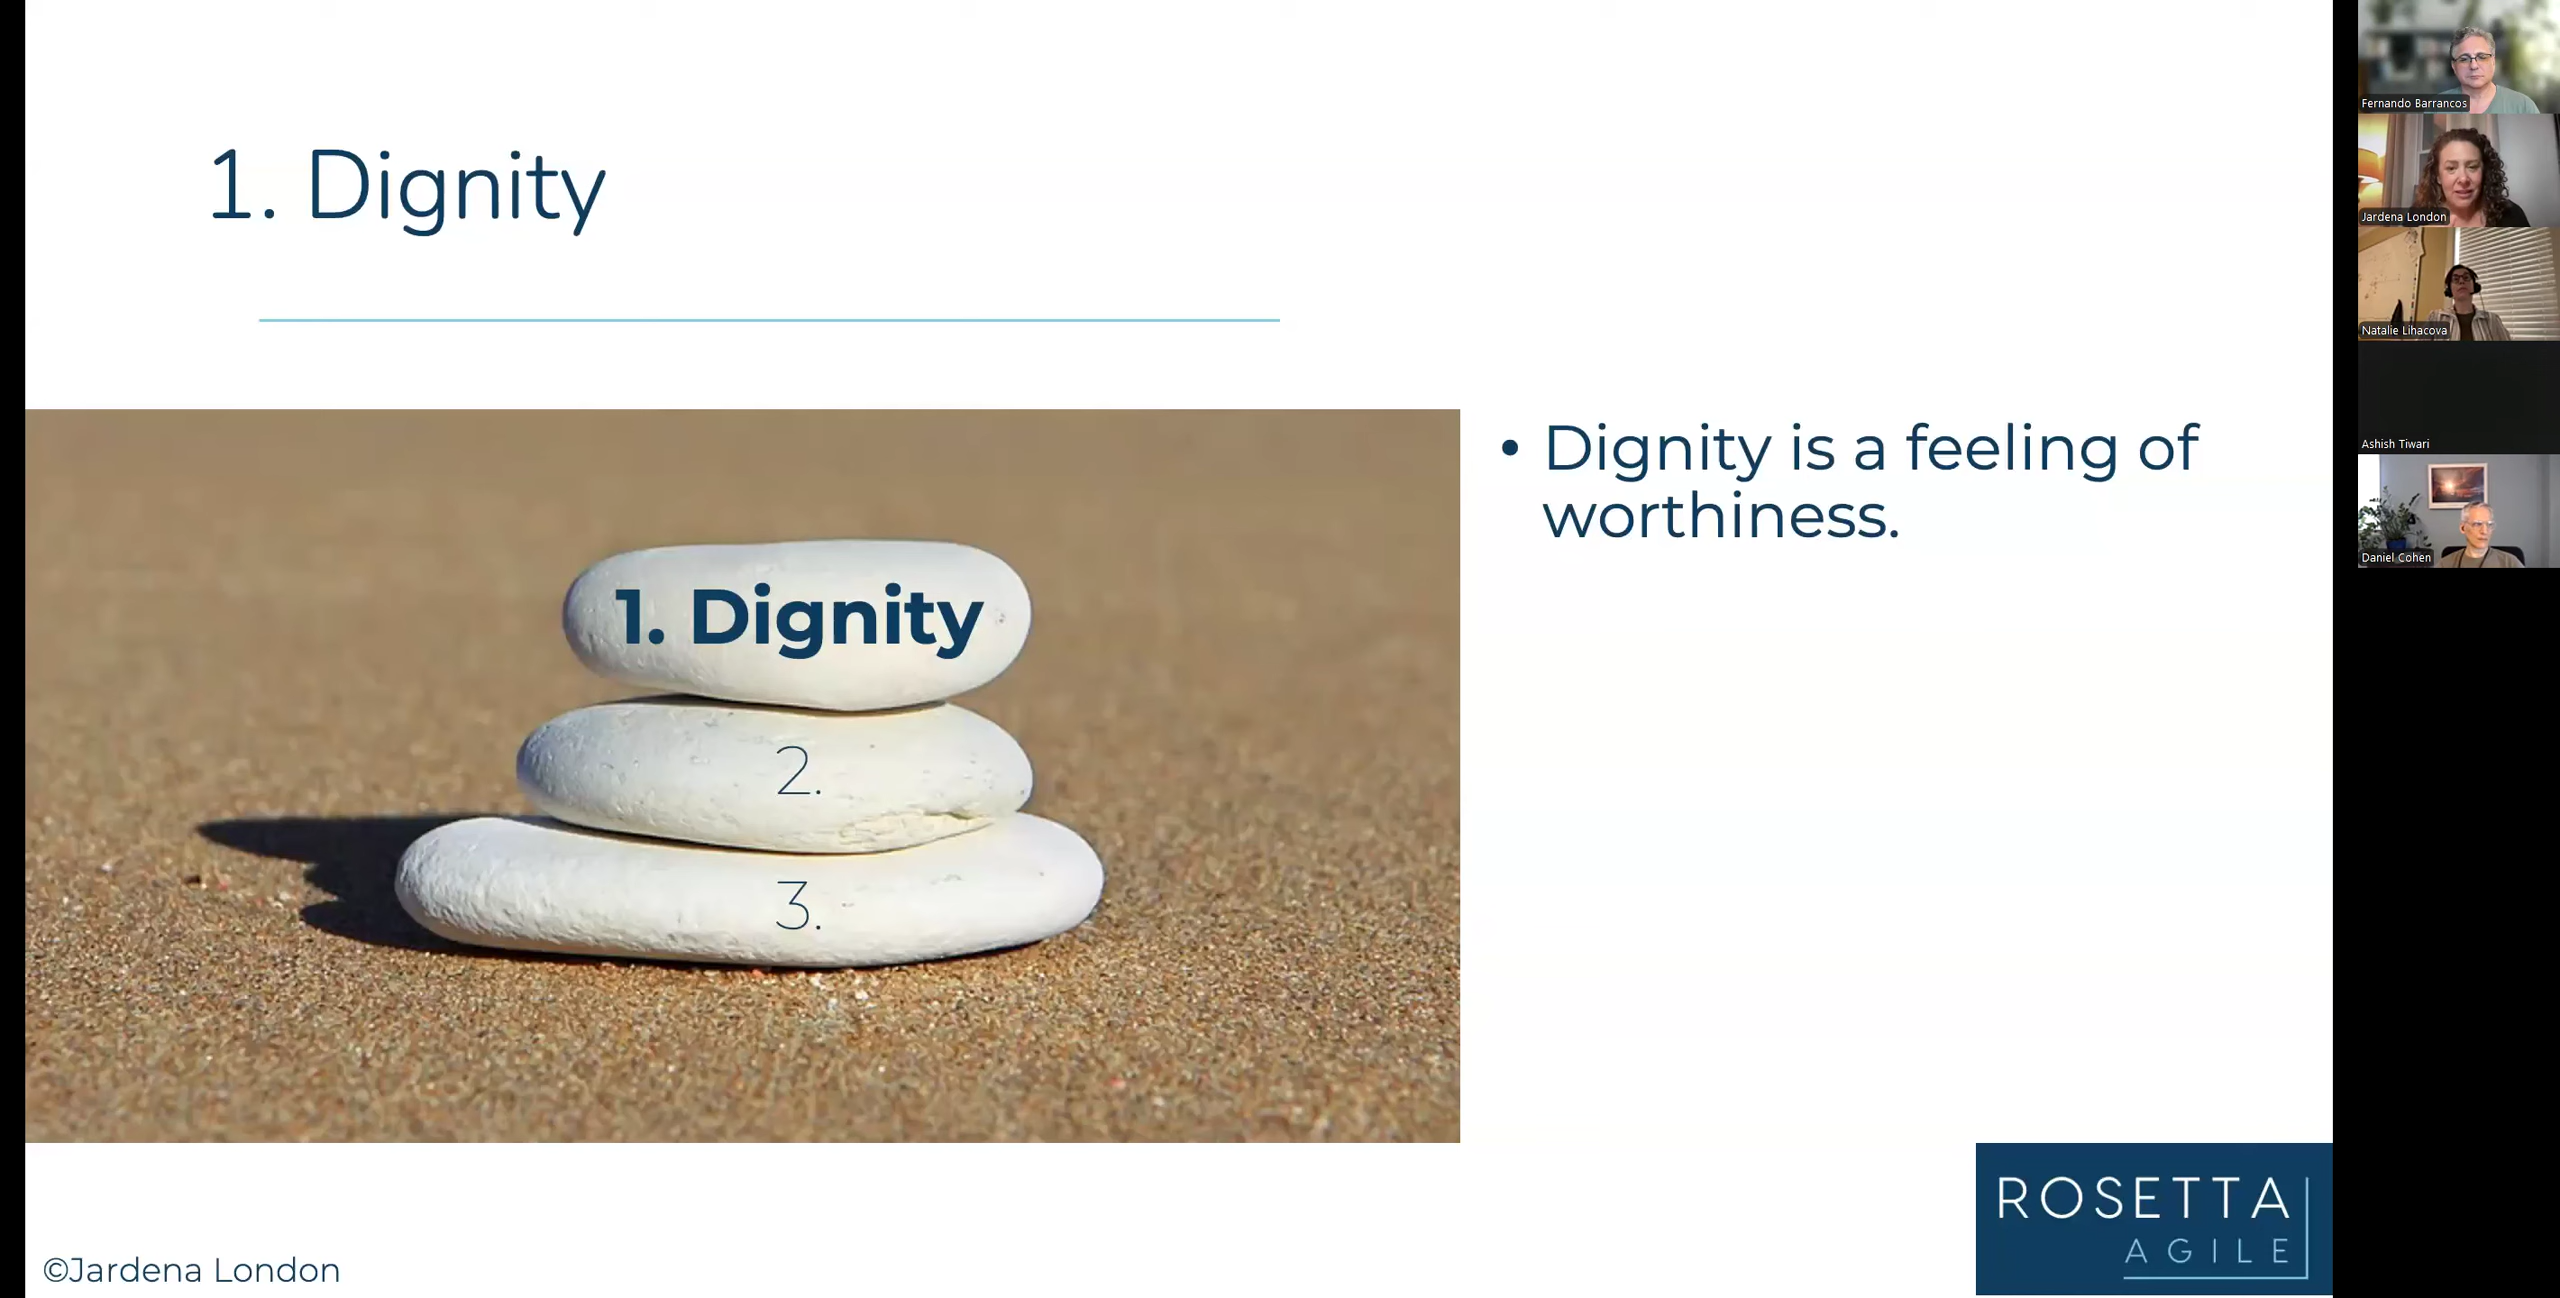 1. Dignity
1. Dignity
2.
3.
• Dignity is a feeling of
worthiness.
©Jardena London
ROSETTA
AGILE
Fernando Barrancos
Jardena London
Natalie Lihacova
Ashish Tiwari
Daniel Cohen